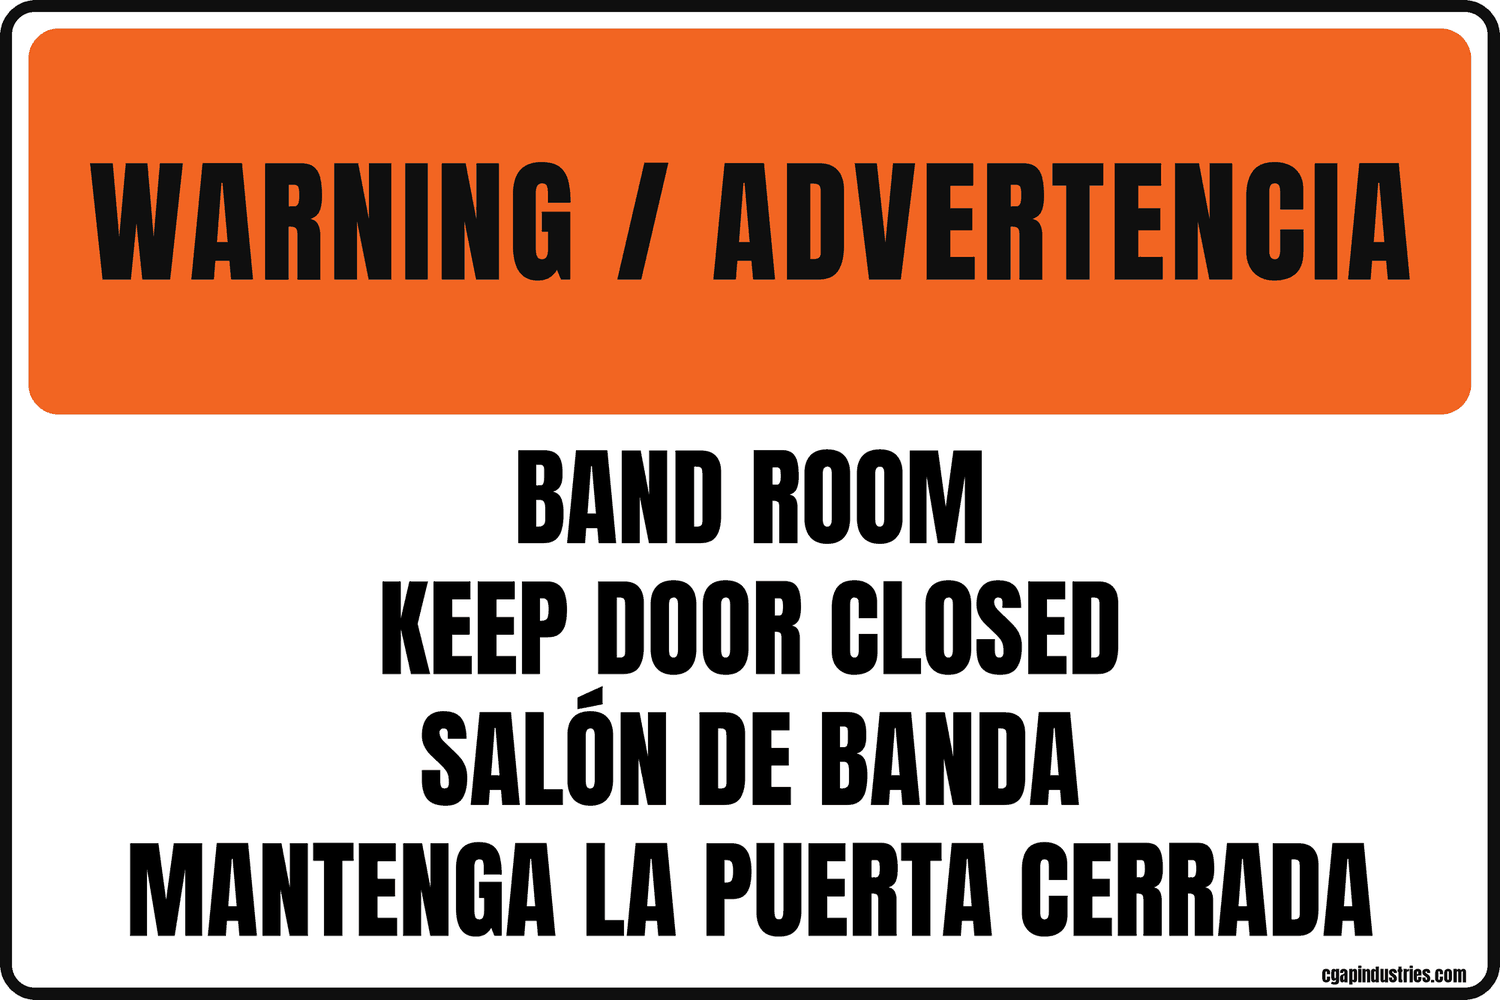 WARNING / ADVERTENCIA
BAND ROOM
KEEP DOOR CLOSED
SALÓN DE BANDA
MANTENGA LA PUERTA CERRADA
cgapindustries.com